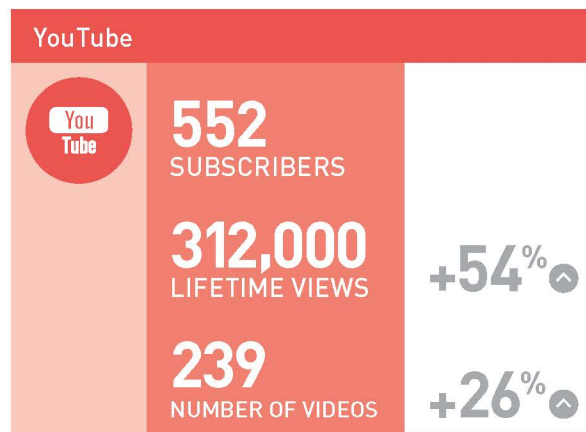 YouTube
You
Tube
552
SUBSCRIBERS
312,000
LIFETIME VIEWS
+54%
239
NUMBER OF VIDEOS
+26%